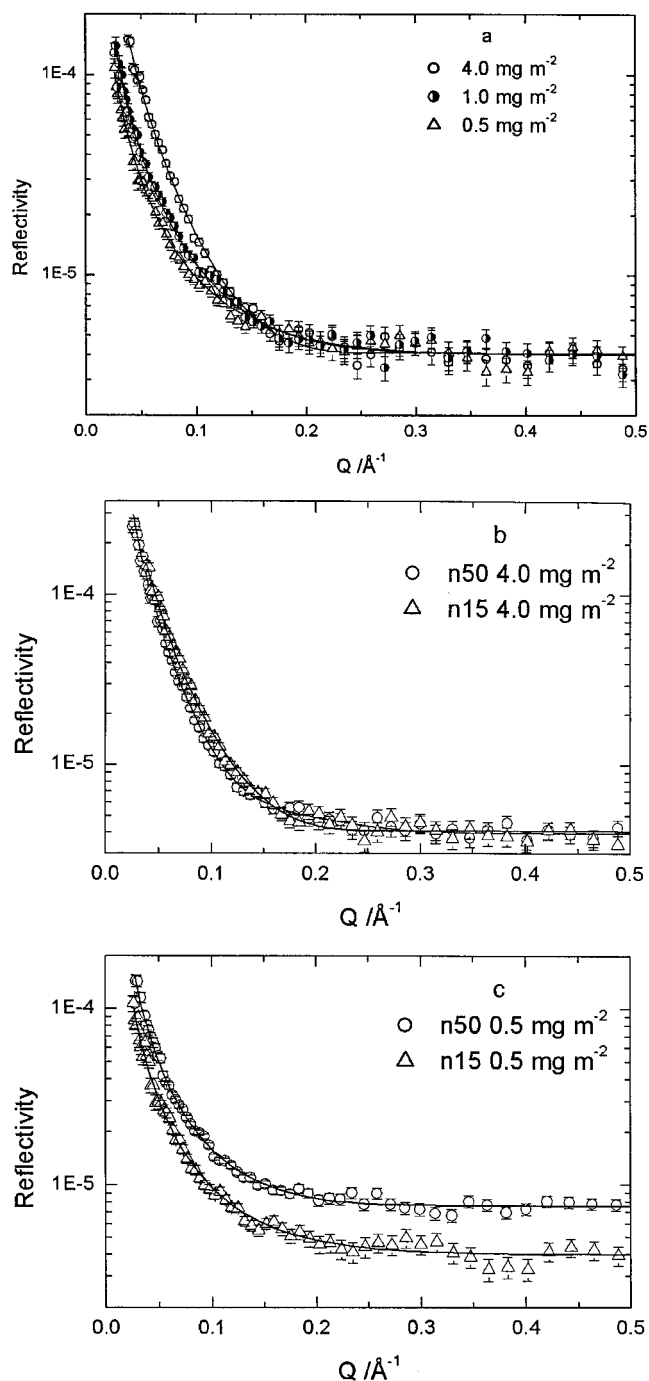 a
4.0 mg m⁻²
1.0 mg m⁻²
0.5 mg m⁻²
1E-4
1E-5
Reflectivity
0.0 0.1 0.2 0.3 0.4 0.5
Q /Å⁻¹
b
n50 4.0 mg m⁻²
n15 4.0 mg m⁻²
1E-4
1E-5
Reflectivity
0.0 0.1 0.2 0.3 0.4 0.5
Q /Å⁻¹
c
n50 0.5 mg m⁻²
n15 0.5 mg m⁻²
1E-4
1E-5
Reflectivity
0.0 0.1 0.2 0.3 0.4 0.5
Q /Å⁻¹